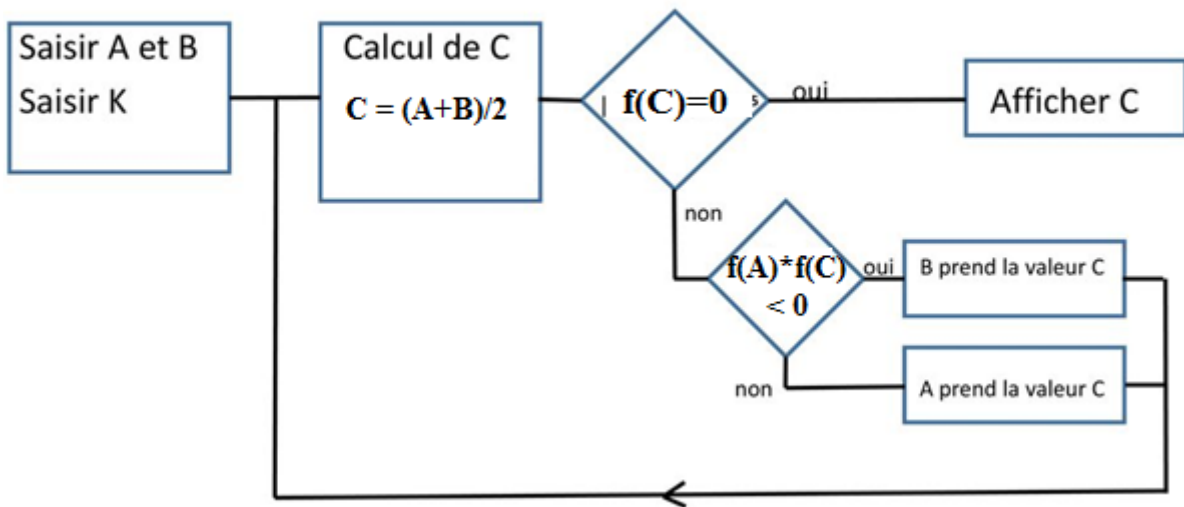 Saisir A et B
Saisir K
Calcul de C
C = (A+B)/2
f(C)=0
oui
Afficher C
non
f(A)*f(C)
< 0
oui
B prend la valeur C
non
A prend la valeur C